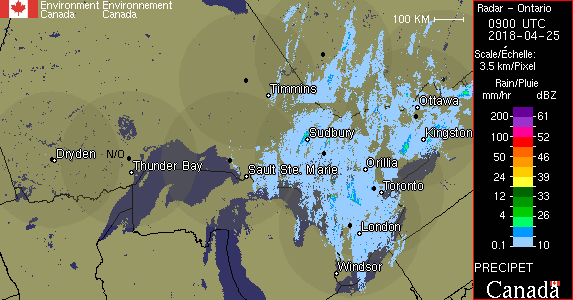 Environment Environnement
Canada Canada
100 KM
Timmins
Ottawa
Sudbury
Kingston
Dryden
N/O
Thunder Bay
Sault Ste. Marie
Orillia
Toronto
London
Windsor
Radar - Ontario
0900 UTC
2018-04-25
Scale/Échelle:
3.5 km/Pixel
Rain/Pluie
mm/hr dBZ
200 61
100 52
50 46
24 39
12 33
4 26
0.1 10
PRECIPET
Canada